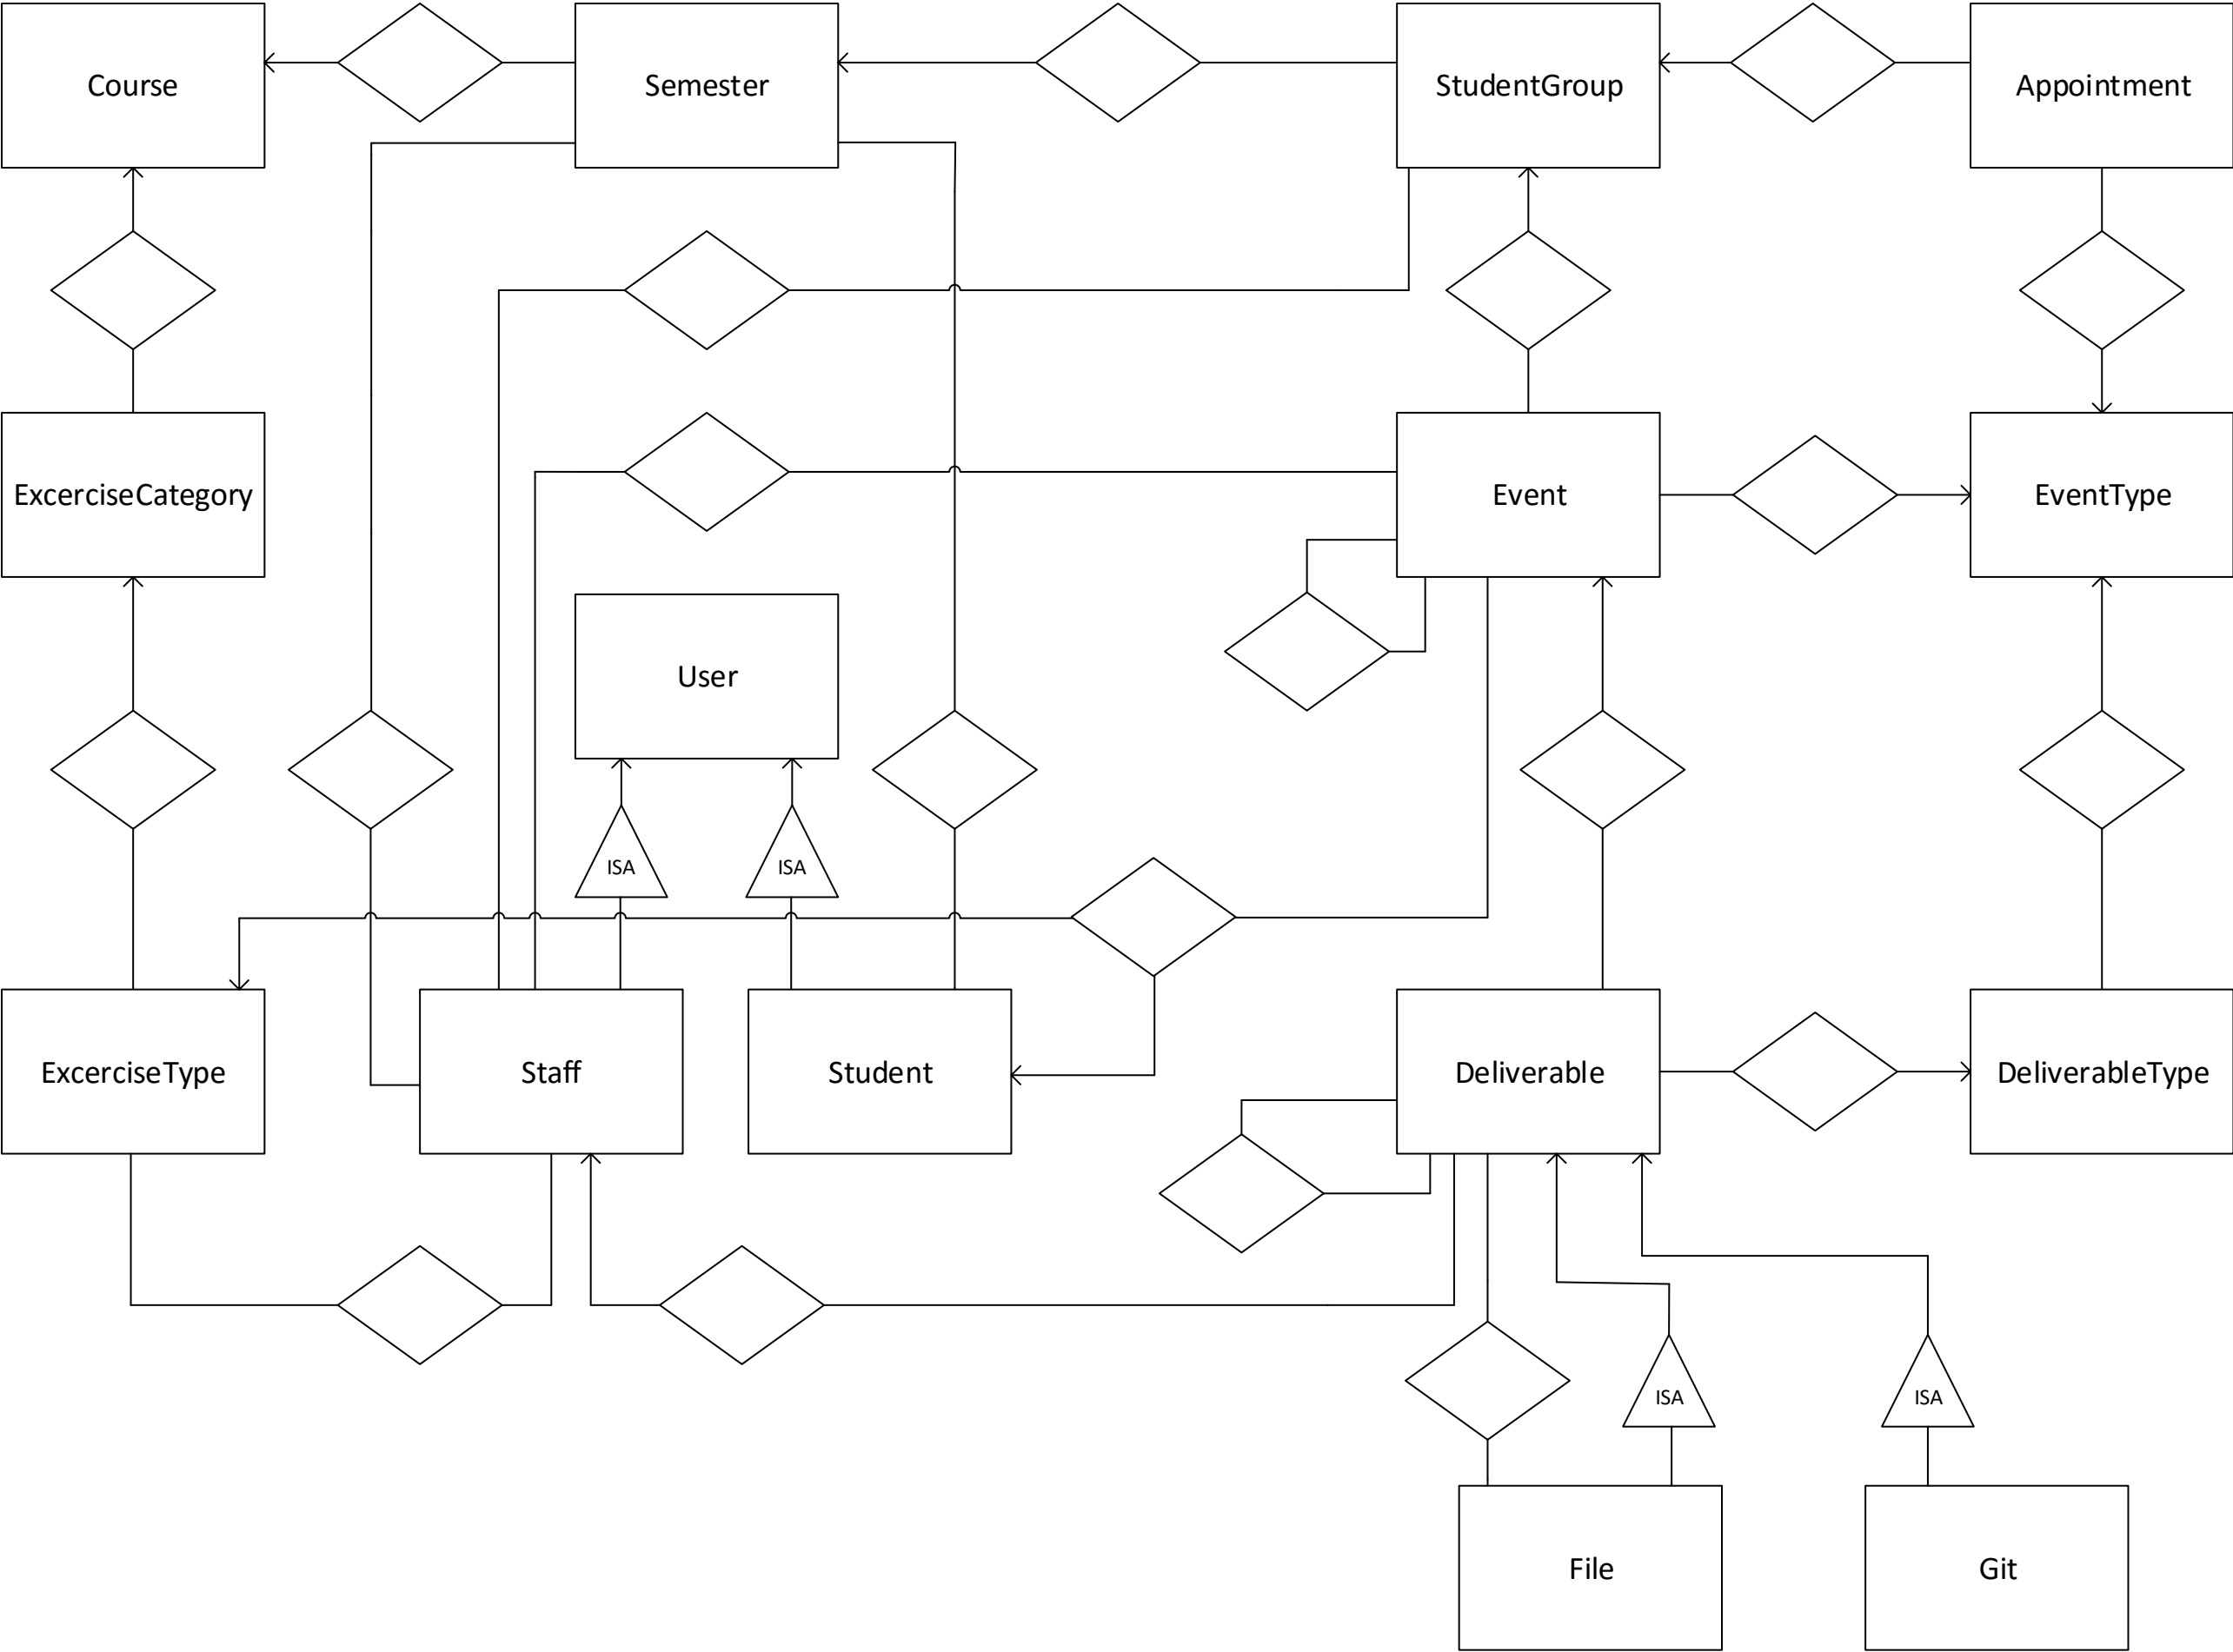 Course
Semester
StudentGroup
Appointment
ExcerciseCategory
Event
EventType
User
ISA
ISA
ExcerciseType
Staff
Student
Deliverable
DeliverableType
ISA
ISA
File
Git